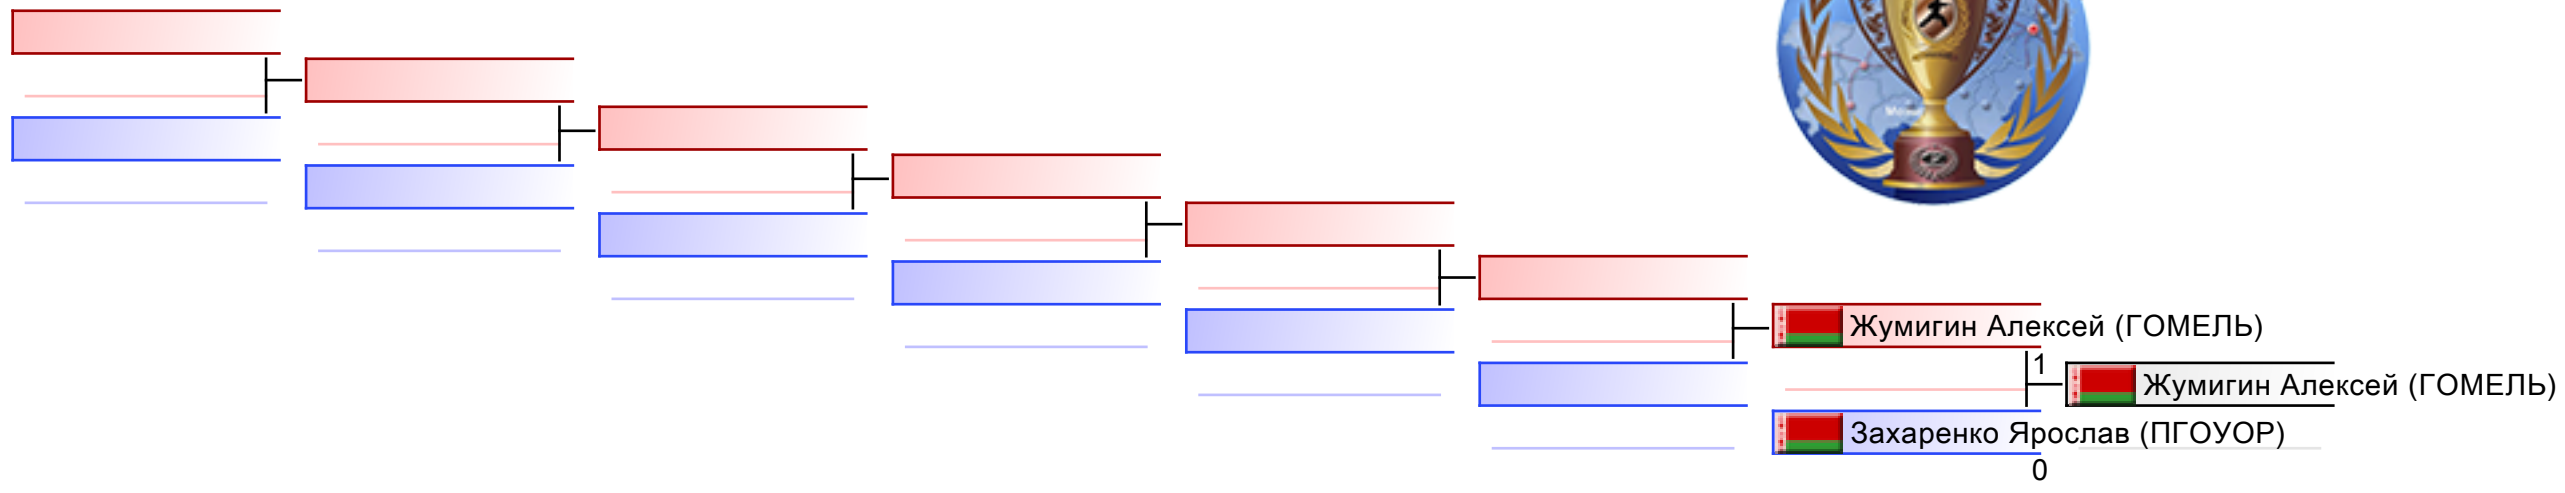 Жумигин Алексей (ГОМЕЛЬ)
1
Жумигин Алексей (ГОМЕЛЬ)
Захаренко Ярослав (ПГОУОР)
0